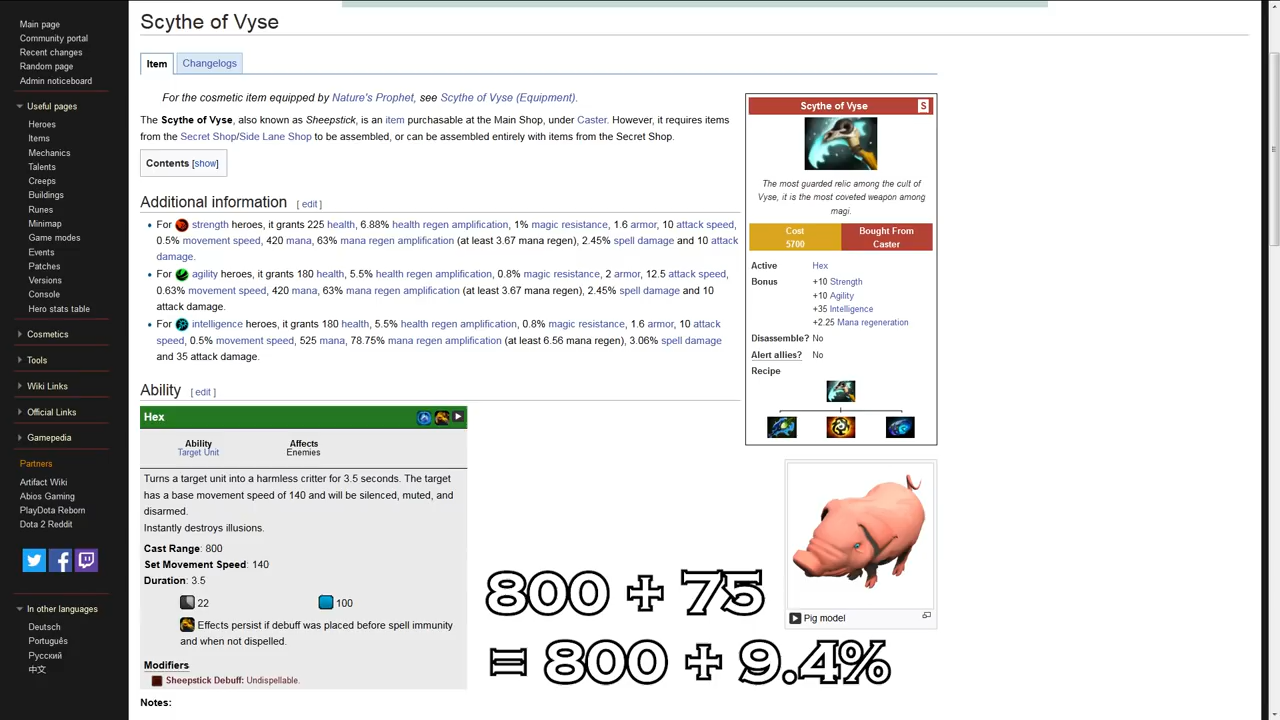 Scythe of Vyse
Main page
Community portal
Recent changes
Random page
Admin noticeboard
Useful pages
Heroes
Items
Mechanics
Talents
Creeps
Buildings
Runes
Minimap
Game modes
Events
Patches
Versions
Console
Hero stats table
Cosmetics
Tools
Wiki Links
Official Links
Gamepedia
Partners
Artifact Wiki
Abios Gaming
PlayDota Reborn
Dota 2 Reddit
In other languages
Deutsch
Português
Русский
中文
Item
Changelogs
For the cosmetic item equipped by Nature's Prophet, see Scythe of Vyse (Equipment).
The Scythe of Vyse, also known as Sheepstick, is an item purchasable at the Main Shop, under Caster. However, it requires items
from the Secret Shop/Side Lane Shop to be assembled, or can be assembled entirely with items from the Secret Shop.
Contents [show]
Additional information [ edit ]
For strength heroes, it grants 225 health, 6.88% health regen amplification, 1% magic resistance, 1.6 armor, 10 attack speed,
0.5% movement speed, 420 mana, 63% mana regen amplification (at least 3.67 mana regen), 2.45% spell damage and 10 attack
damage.
For agility heroes, it grants 180 health, 5.5% health regen amplification, 0.8% magic resistance, 2 armor, 12.5 attack speed,
0.63% movement speed, 420 mana, 63% mana regen amplification (at least 3.67 mana regen), 2.45% spell damage and 10
attack damage.
For intelligence heroes, it grants 180 health, 5.5% health regen amplification, 0.8% magic resistance, 1.6 armor, 10 attack
speed, 0.5% movement speed, 525 mana, 78.75% mana regen amplification (at least 6.56 mana regen), 3.06% spell damage
and 35 attack damage.
Ability [ edit ]
Hex
Ability
Target Unit
Affects
Enemies
Turns a target unit into a harmless critter for 3.5 seconds. The target
has a base movement speed of 140 and will be silenced, muted, and
disarmed.
Instantly destroys illusions.
Cast Range: 800
Set Movement Speed: 140
Duration: 3.5
22 100
Effects persist if debuff was placed before spell immunity
and when not dispelled.
Modifiers
Sheepstick Debuff: Undispellable.
Notes:
Scythe of Vyse S
The most guarded relic among the cult of
Vyse, it is the most coveted weapon among
magi.
Cost
5700
Bought From
Caster
Active Hex
Bonus +10 Strength
+10 Agility
+35 Intelligence
+2.25 Mana regeneration
Disassemble? No
Alert allies? No
Recipe
Pig model
800 + 75
= 800 + 9.4%